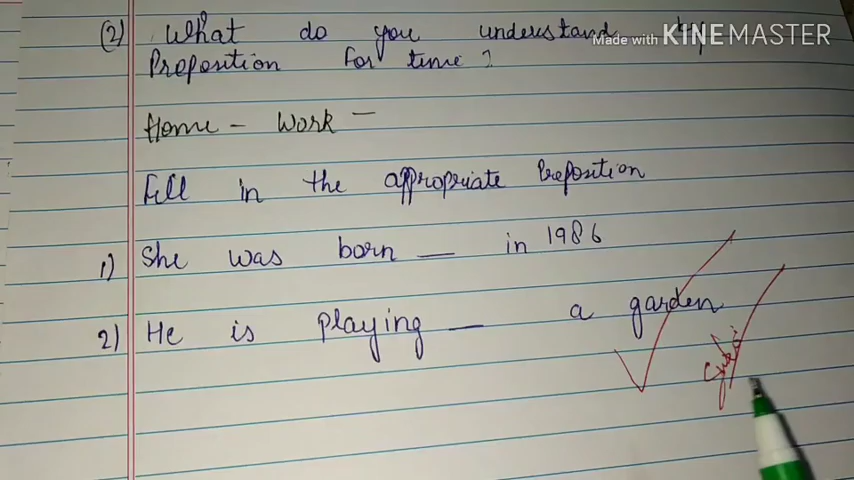 (2) What do you understand by
Made with KINEMASTER
Preposition For time?
Home - Work -
Fill in the appropriate Preposition
1) She was born — in 1986
2) He is playing — a garden